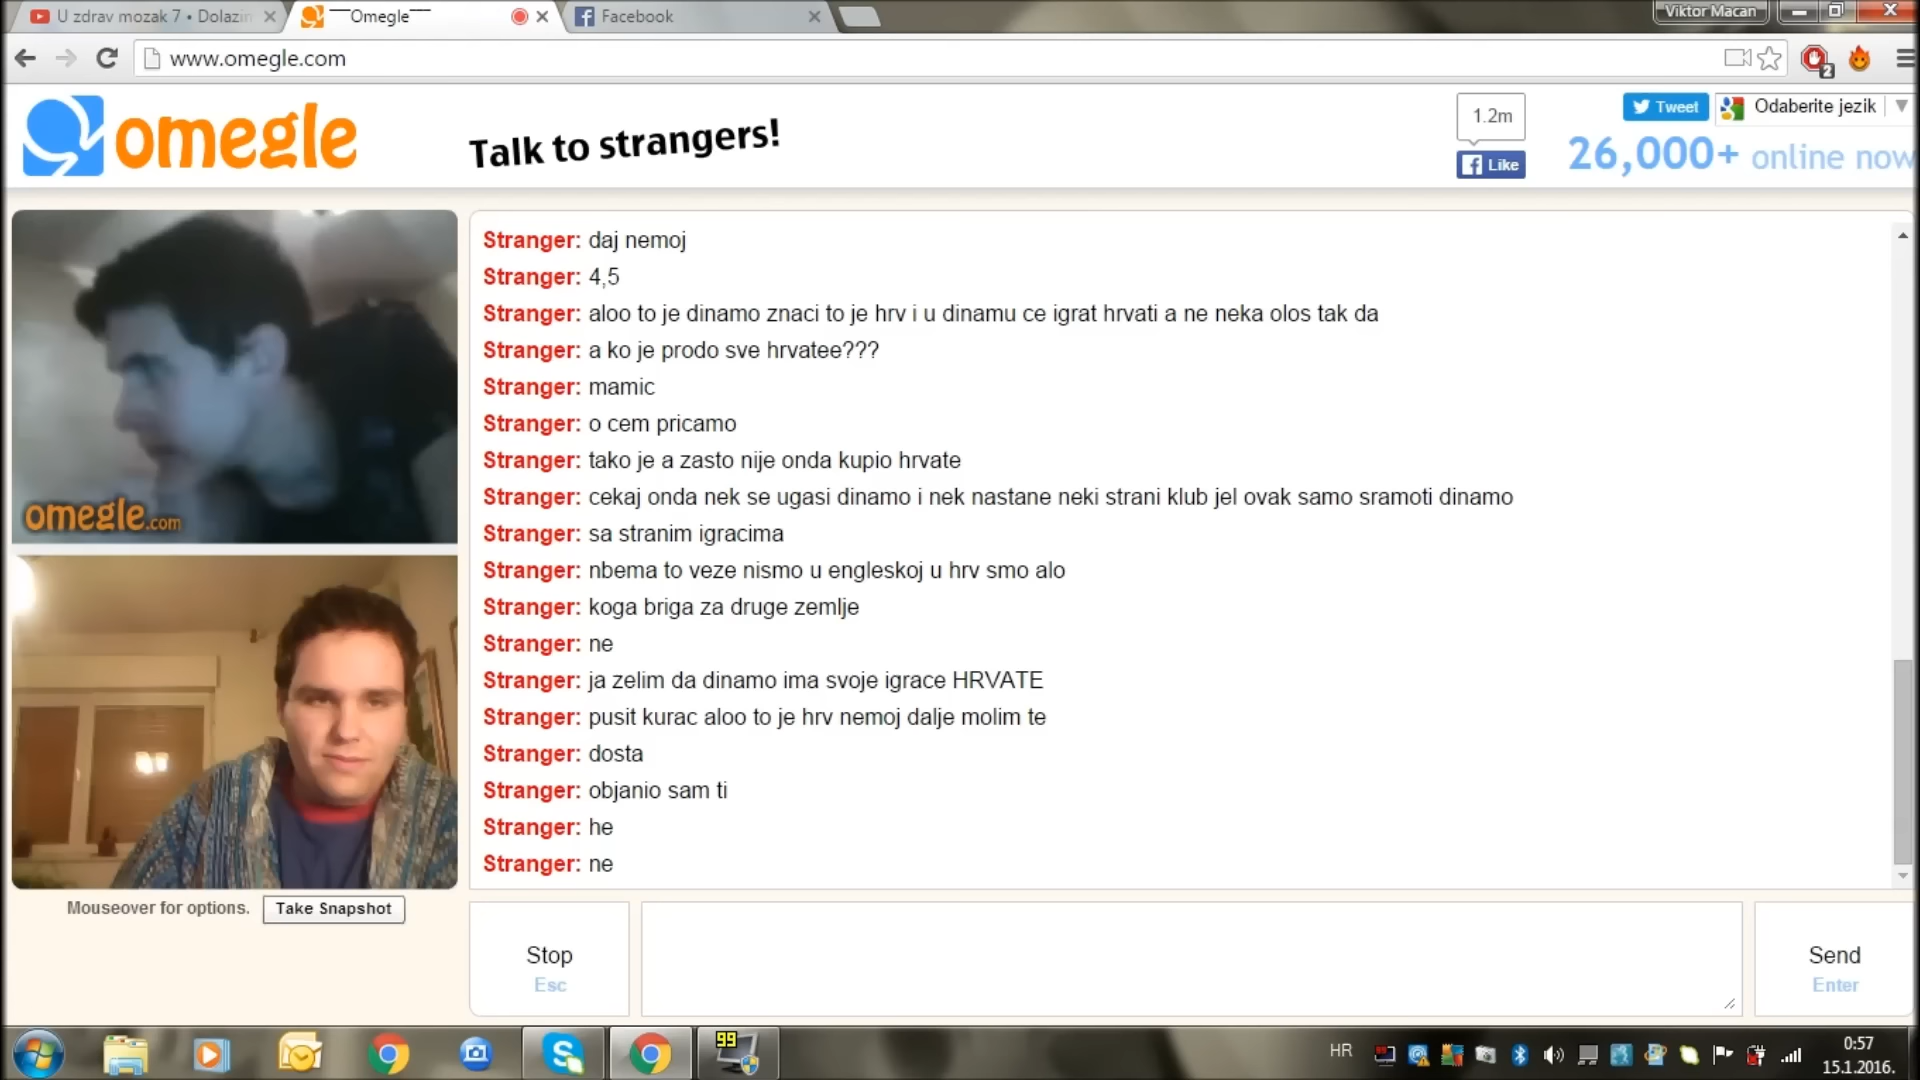 U zdrav mozak 7 • Dolazin
Omegle
Facebook
Viktor Macan
www.omegle.com
2
omegle
Talk to strangers!
1.2m
Like
Tweet
Odaberite jezik
26,000+ online now
omegle.com
Stranger: daj nemoj
Stranger: 4,5
Stranger: aloo to je dinamo znaci to je hrv i u dinamu ce igrat hrvati a ne neka olos tak da
Stranger: a ko je prodo sve hrvatee???
Stranger: mamic
Stranger: o cem pricamo
Stranger: tako je a zasto nije onda kupio hrvate
Stranger: cekaj onda nek se ugasi dinamo i nek nastane neki strani klub jel ovak samo sramoti dinamo
Stranger: sa stranim igracima
Stranger: nbema to veze nismo u engleskoj u hrv smo alo
Stranger: koga briga za druge zemlje
Stranger: ne
Stranger: ja zelim da dinamo ima svoje igrace HRVATE
Stranger: pusit kurac aloo to je hrv nemoj dalje molim te
Stranger: dosta
Stranger: objanio sam ti
Stranger: he
Stranger: ne
Mouseover for options.
Take Snapshot
Stop
Esc
Send
Enter
99
HR
0:57
15.1.2016.